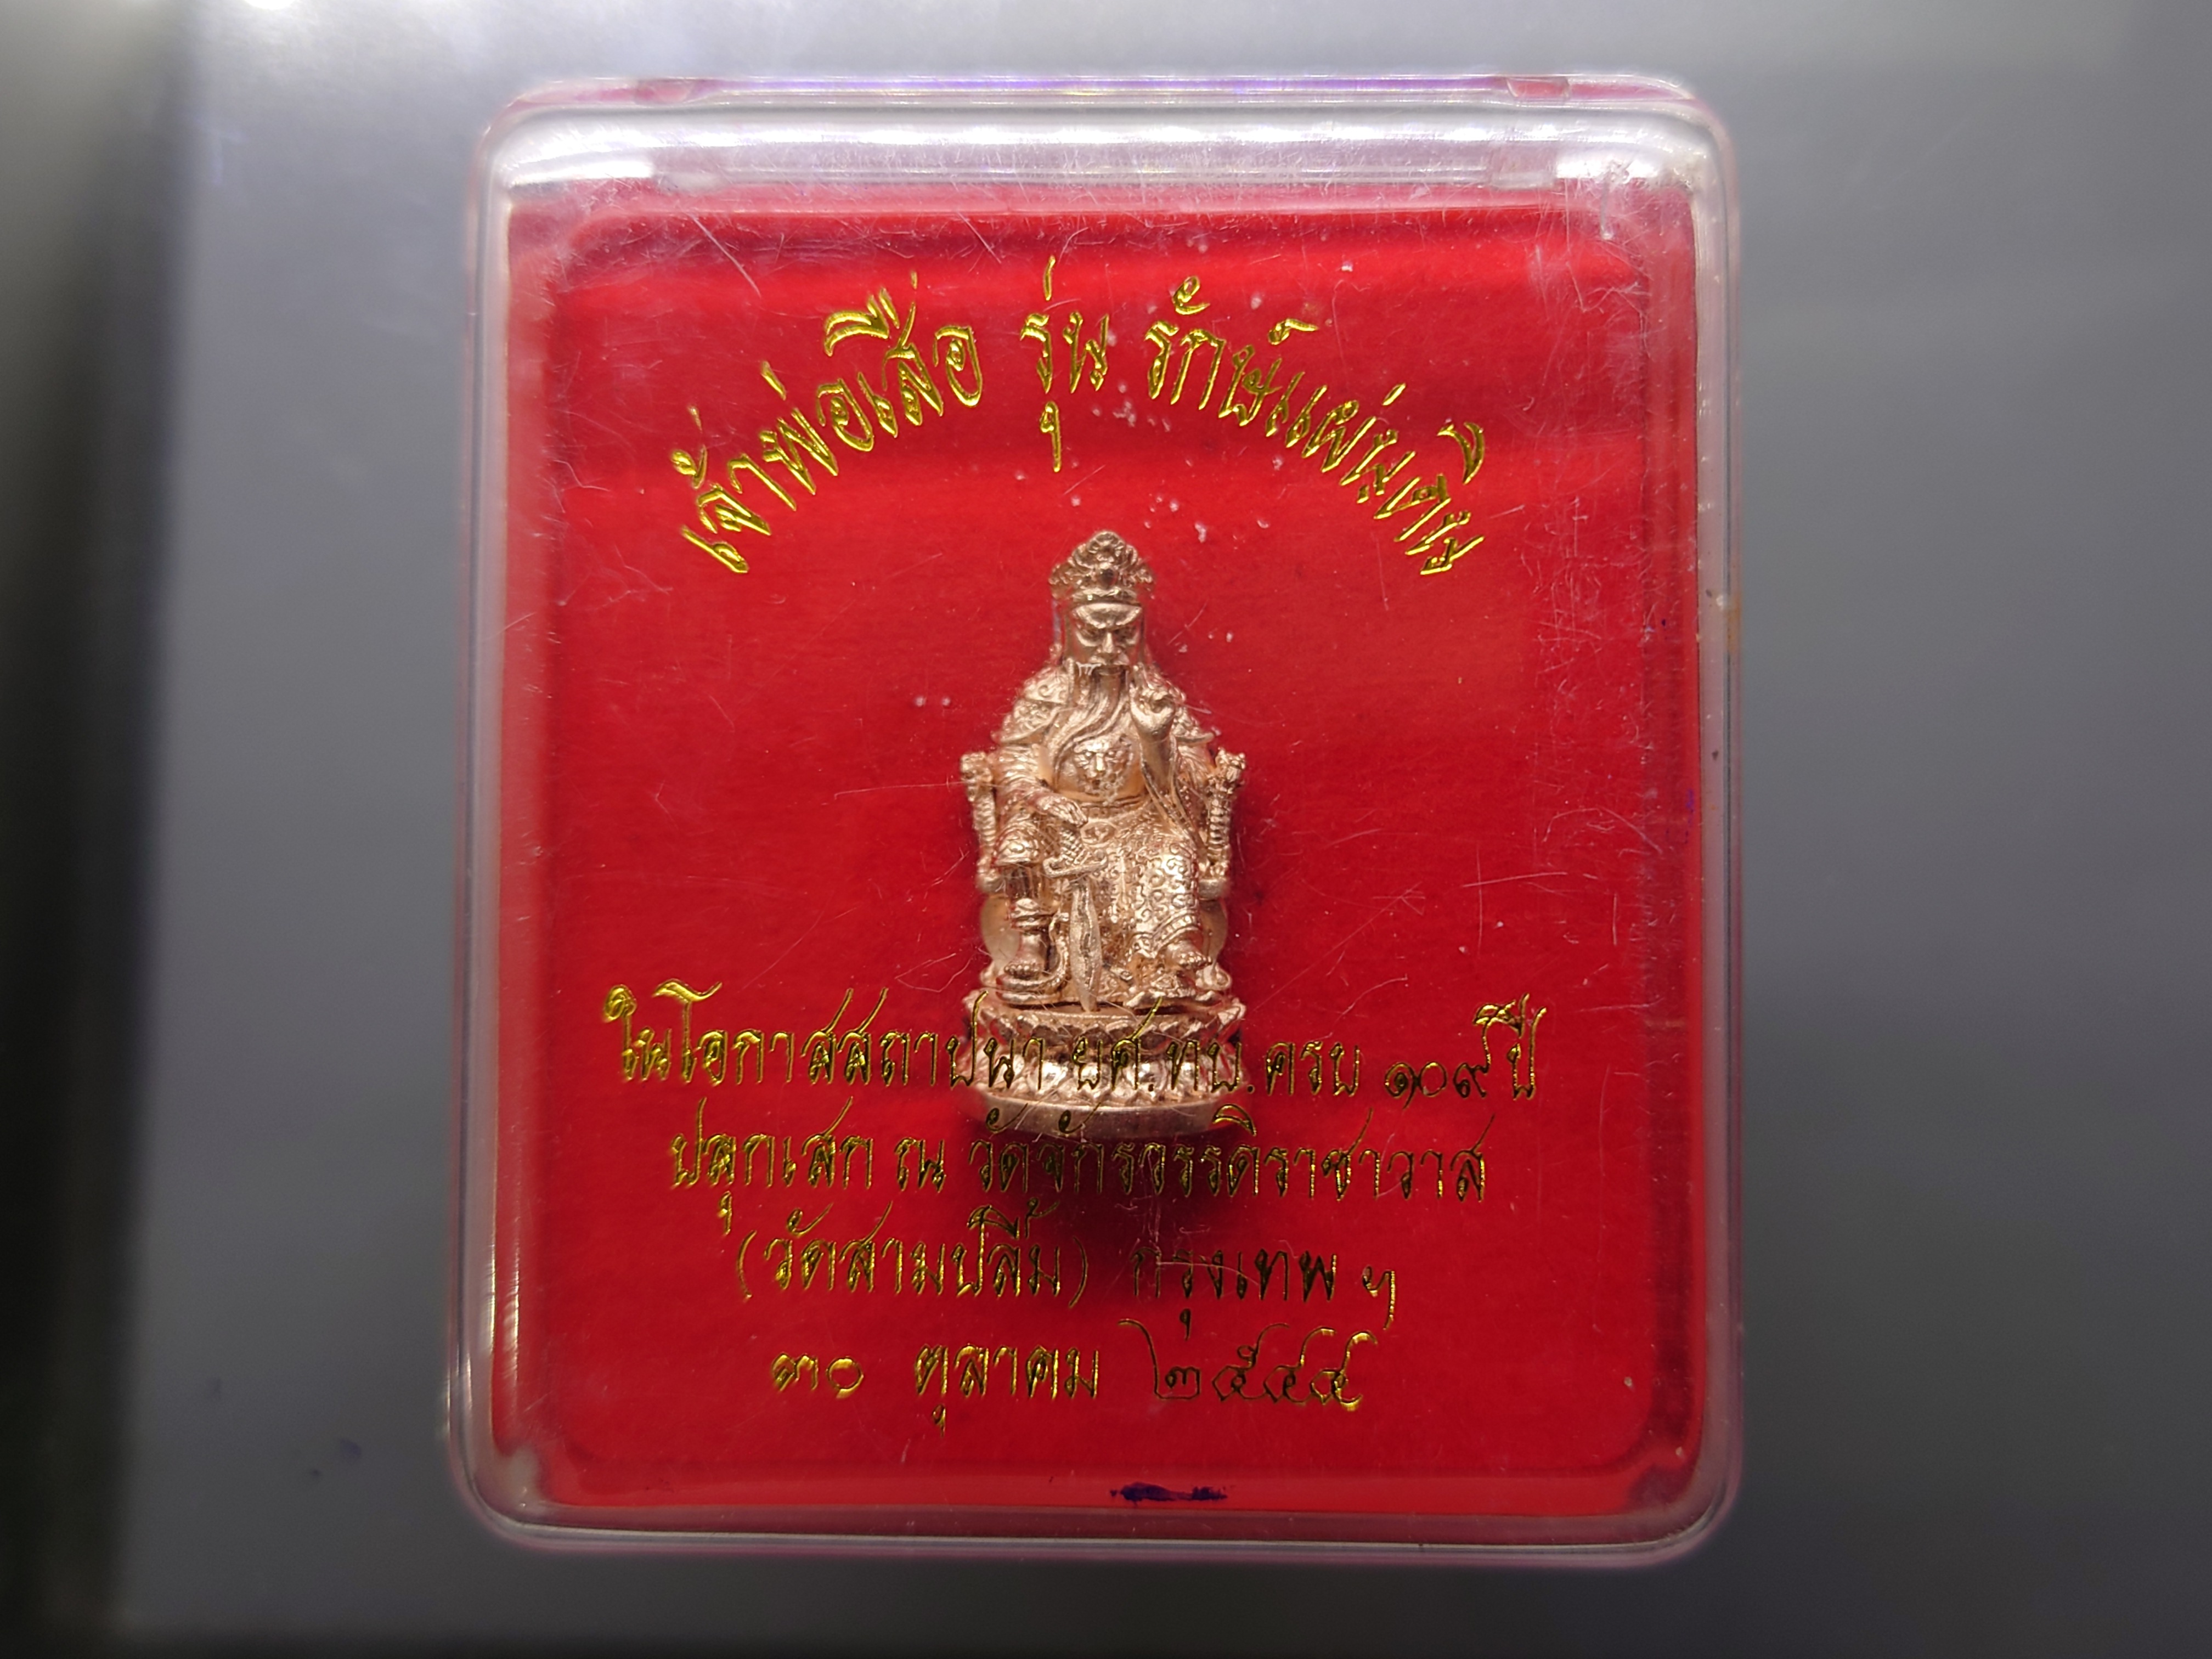 เจ้าพ่อเสือ รุ่น รักษ์แผ่นดิน
ในโอกาสสถาปนา ยศ.ทบ.ครบ ๑๐๙ ปี
ปลุกเสก ณ วัดจักรวรรดิราชาวาส
(วัดสามปลื้ม) กรุงเทพ ฯ
๓๐ ตุลาคม ๒๕๔๔